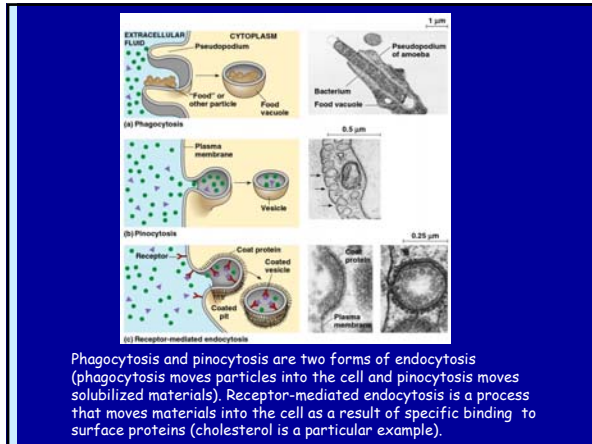 1 µm
EXTRACELLULAR
FLUID
CYTOPLASM
Pseudopodium
"Food" or
other particle
Food
vacuole
Pseudopodium
of amoeba
Bacterium
Food vacuole
(a) Phagocytosis
0.5 µm
Plasma
membrane
Vesicle
(b) Pinocytosis
0.25 µm
Receptor
Coat protein
Coated
vesicle
Coated
pit
Coat
protein
Plasma
membrane
(c) Receptor-mediated endocytosis
Phagocytosis and pinocytosis are two forms of endocytosis
(phagocytosis moves particles into the cell and pinocytosis moves
solubilized materials). Receptor-mediated endocytosis is a process
that moves materials into the cell as a result of specific binding to
surface proteins (cholesterol is a particular example).